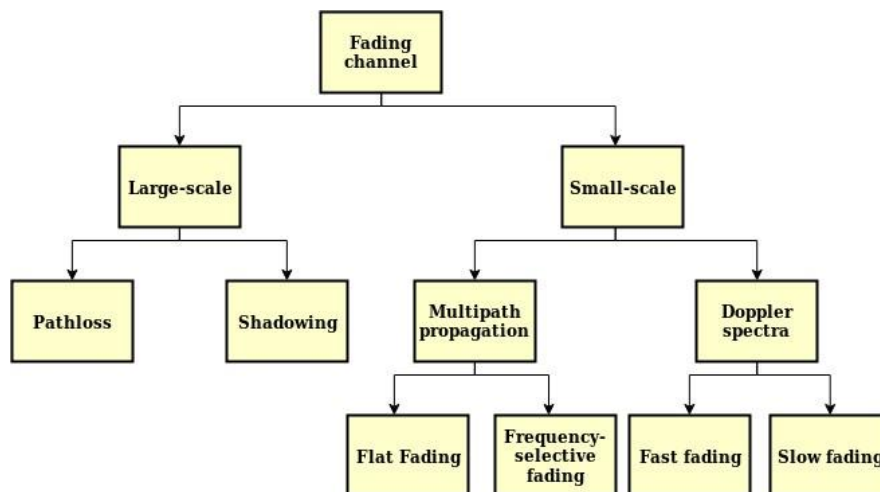 Fading
channel
Large-scale
Small-scale
Pathloss
Shadowing
Multipath
propagation
Doppler
spectra
Flat Fading
Frequency-
selective
fading
Fast fading
Slow fading